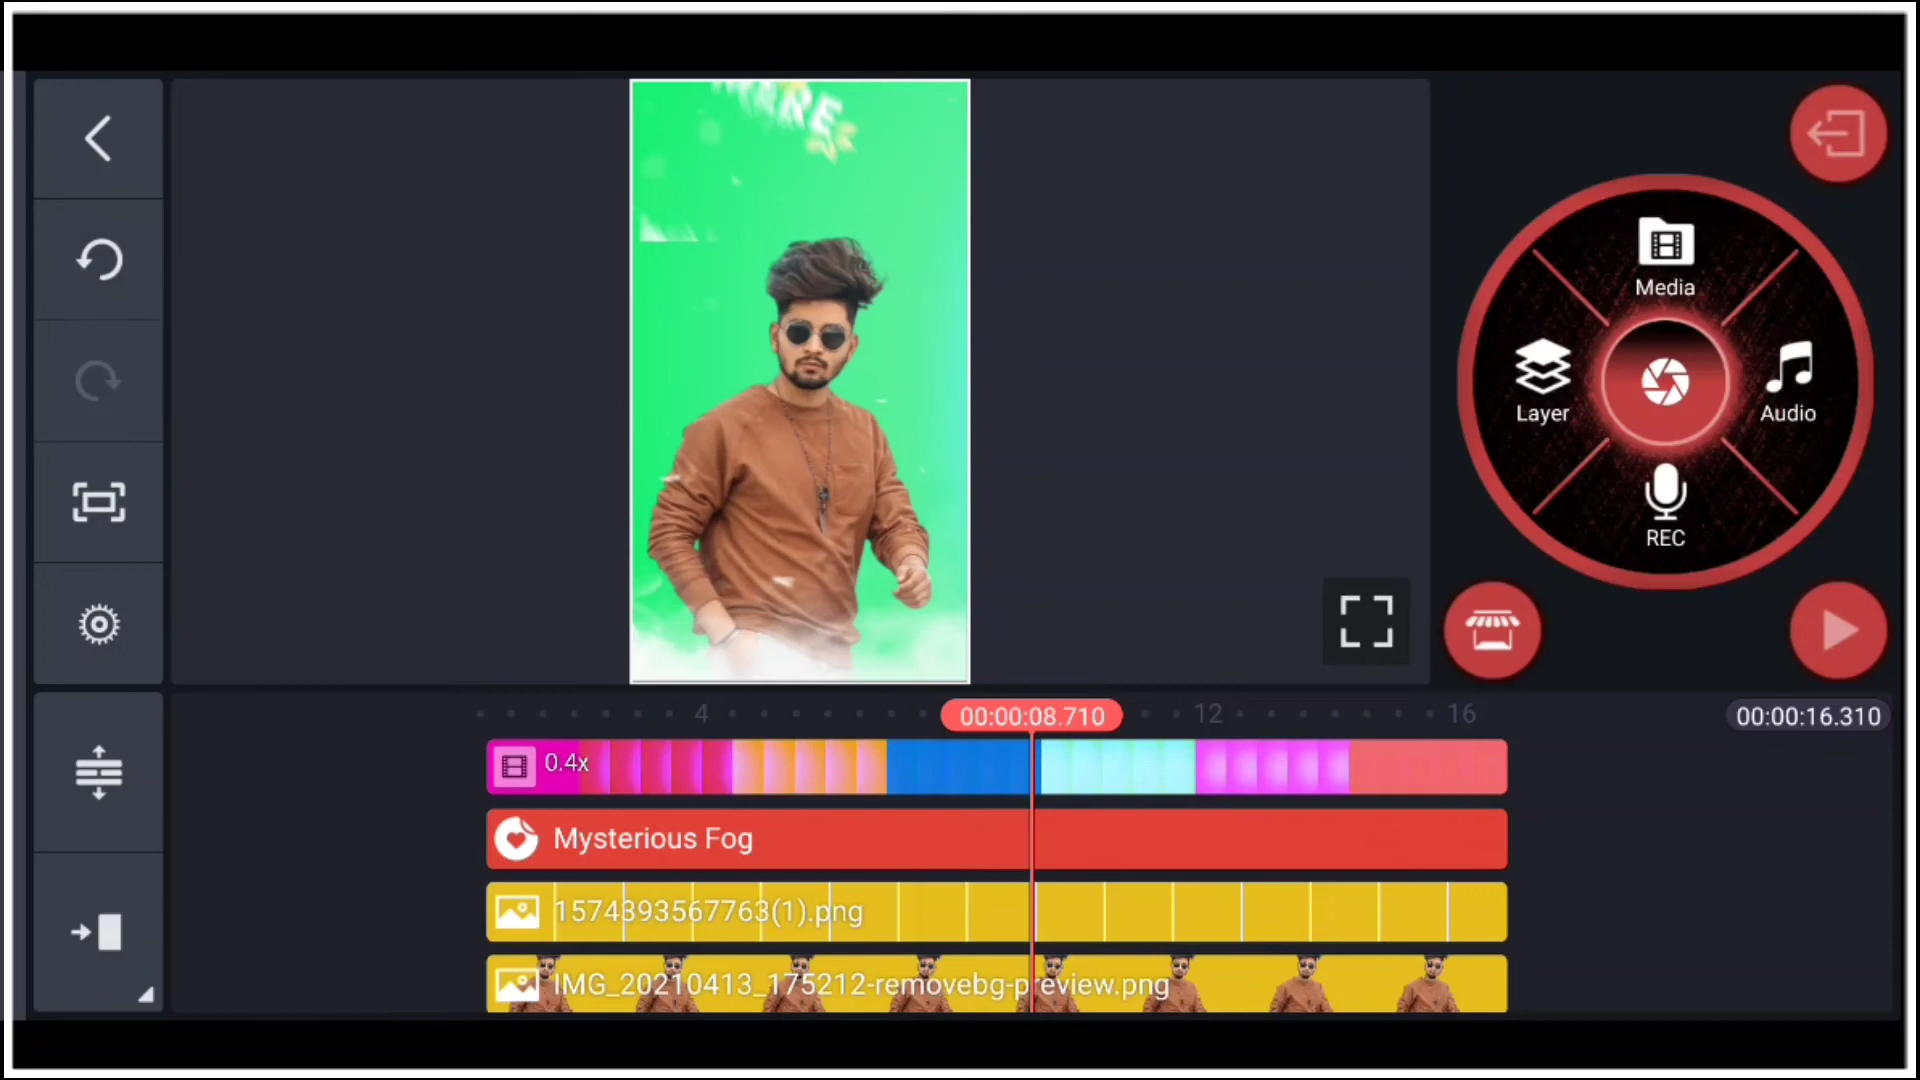 Media
Layer
Audio
REC
4
00:00:08.710
12
16
00:00:16.310
0.4x
Mysterious Fog
1574393567763(1).png
IMG_20210413_175212-removebg-preview.png